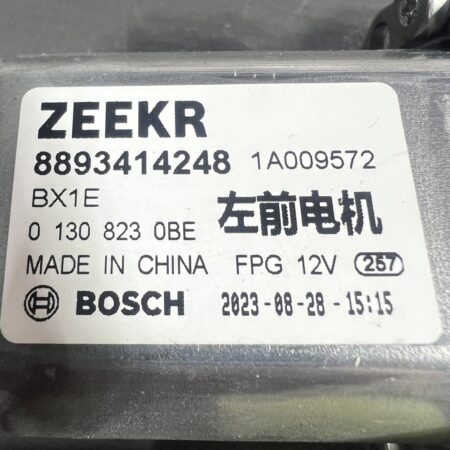 ZEEKR
8893414248 1A009572
BX1E
0 130 823 0BE 左前电机
MADE IN CHINA FPG 12V 257
BOSCH 2023-08-28-15:15